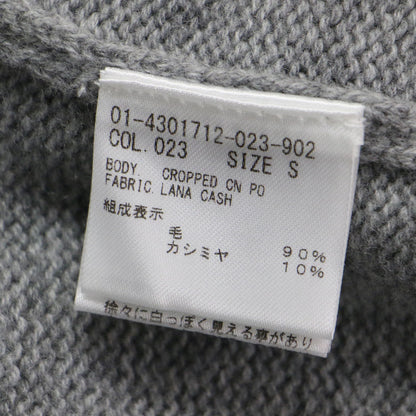 01-4301712-023-902
COL. 023 SIZE S
BODY. CROPPED CN PO
FABRIC. LANA CASH
組成表示
毛 90%
カシミヤ 10%
徐々に白っぽく見える事があり